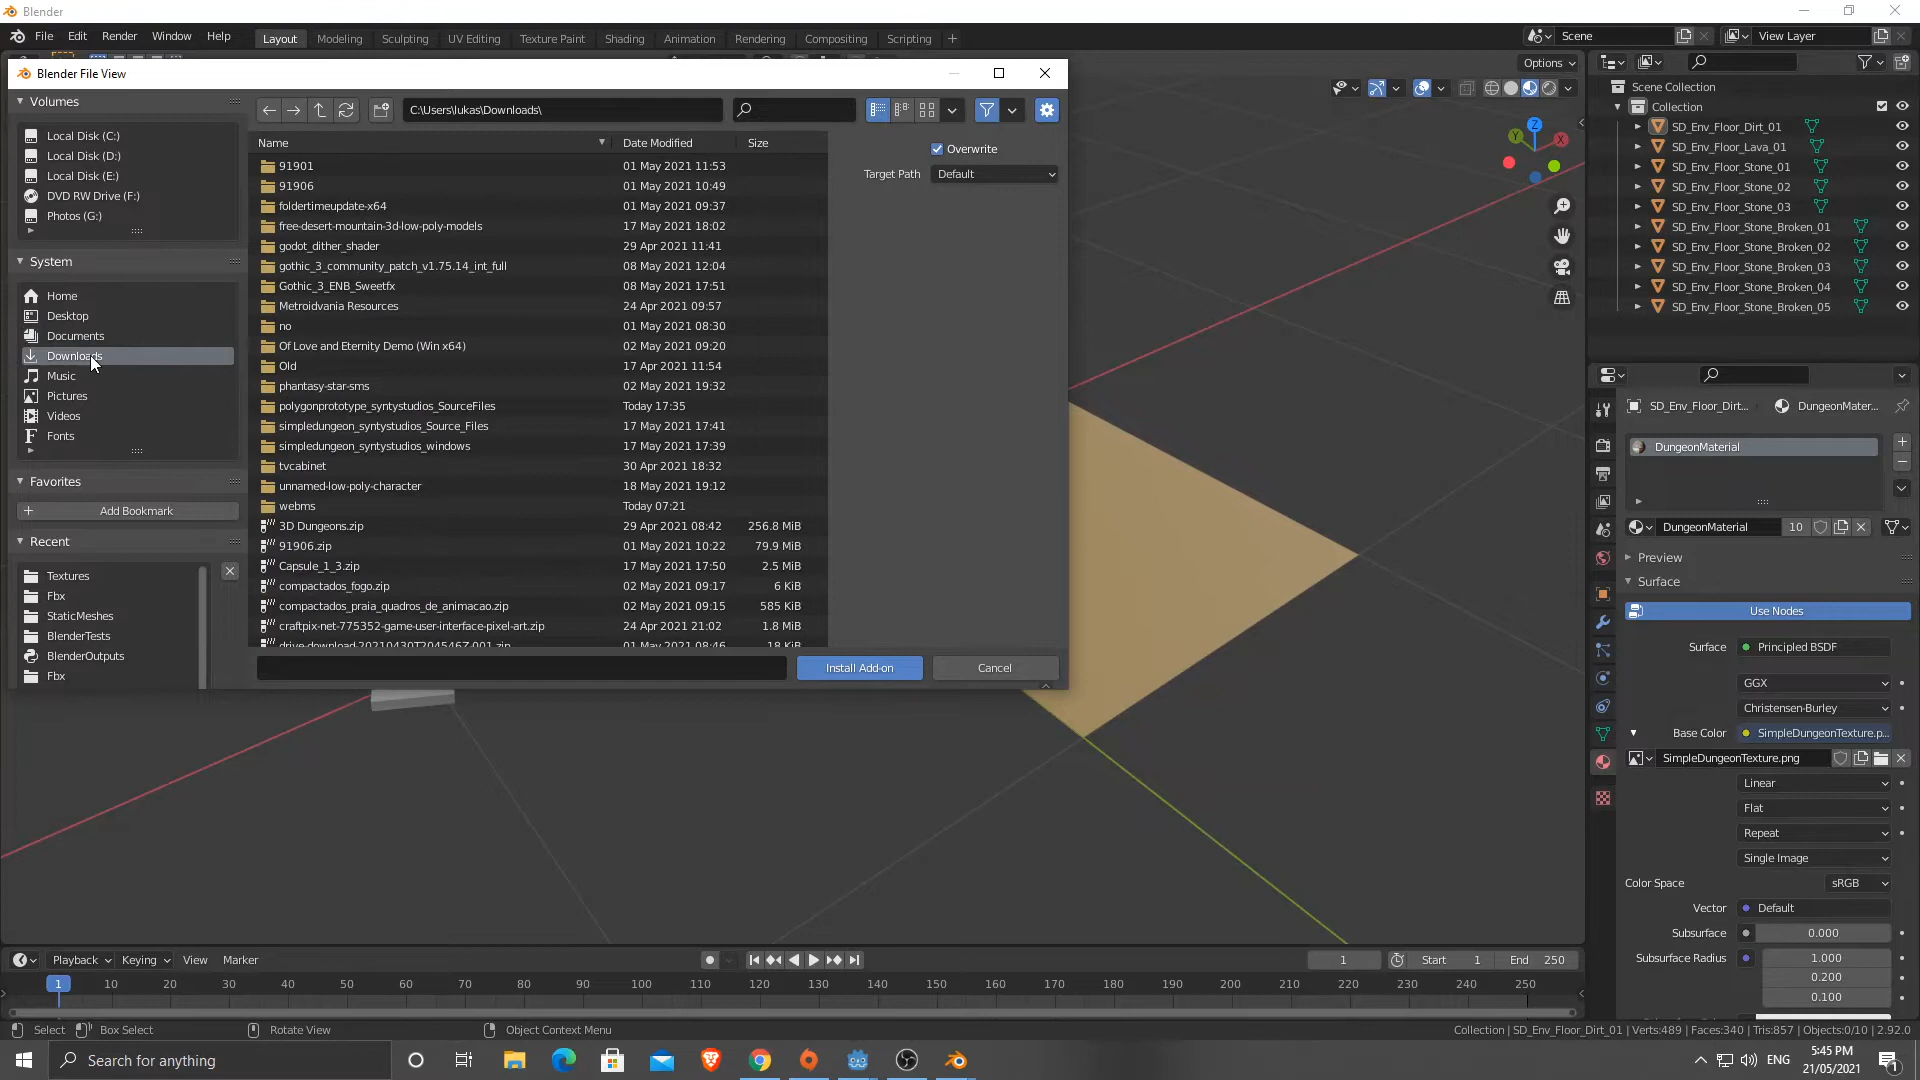 Blender
File Edit Render Window Help Layout Modeling Sculpting UV Editing Texture Paint Shading Animation Rendering Compositing Scripting + Scene View Layer
Options
Blender File View
Volumes
Local Disk (C:)
Local Disk (D:)
Local Disk (E:)
DVD RW Drive (F:)
Photos (G:)
System
Home
Desktop
Documents
Downloads
Music
Pictures
Videos
Fonts
Favorites
Add Bookmark
Recent
Textures
Fbx
StaticMeshes
BlenderTests
BlenderOutputs
Fbx
C:\Users\lukas\Downloads\
Name Date Modified Size
91901 01 May 2021 11:53
91906 01 May 2021 10:49
foldertimeupdate-x64 01 May 2021 09:37
free-desert-mountain-3d-low-poly-models 17 May 2021 18:02
godot_dither_shader 29 Apr 2021 11:41
gothic_3_community_patch_v1.75.14_int_full 08 May 2021 12:04
Gothic_3_ENB_Sweetfx 08 May 2021 17:51
Metroidvania Resources 24 Apr 2021 09:57
no 01 May 2021 08:30
Of Love and Eternity Demo (Win x64) 02 May 2021 09:20
Old 17 Apr 2021 11:54
phantasy-star-sms 02 May 2021 19:32
polygonprototype_syntystudios_SourceFiles Today 17:35
simpledungeon_syntystudios_Source_Files 17 May 2021 17:41
simpledungeon_syntystudios_windows 17 May 2021 17:39
tvcabinet 30 Apr 2021 18:32
unnamed-low-poly-character 18 May 2021 19:12
webms Today 07:21
3D Dungeons.zip 29 Apr 2021 08:42 256.8 MiB
91906.zip 01 May 2021 10:22 79.9 MiB
Capsule_1_3.zip 17 May 2021 17:50 2.5 MiB
compactados_fogo.zip 02 May 2021 09:17 6 KiB
compactados_praia_quadros_de_animacao.zip 02 May 2021 09:15 585 KiB
craftpix-net-775352-game-user-interface-pixel-art.zip 24 Apr 2021 21:02 1.8 MiB
drive-download-20210430T204546Z-001.zip 01 May 2021 08:46 18 KiB
Overwrite
Target Path Default
Install Add-on Cancel
Z
Y
X
Scene Collection
Collection
SD_Env_Floor_Dirt_01
SD_Env_Floor_Lava_01
SD_Env_Floor_Stone_01
SD_Env_Floor_Stone_02
SD_Env_Floor_Stone_03
SD_Env_Floor_Stone_Broken_01
SD_Env_Floor_Stone_Broken_02
SD_Env_Floor_Stone_Broken_03
SD_Env_Floor_Stone_Broken_04
SD_Env_Floor_Stone_Broken_05
SD_Env_Floor_Dirt... DungeonMater...
DungeonMaterial
DungeonMaterial 10
Preview
Surface
Use Nodes
Surface Principled BSDF
GGX
Christensen-Burley
Base Color SimpleDungeonTexture.p...
SimpleDungeonTexture.png
Linear
Flat
Repeat
Single Image
Color Space sRGB
Vector Default
Subsurface 0.000
Subsurface Radius 1.000
0.200
0.100
Playback Keying View Marker 1 Start 1 End 250
1 10 20 30 40 50 60 70 80 90 100 110 120 130 140 150 160 170 180 190 200 210 220 230 240 250
Select Box Select Rotate View Object Context Menu Collection | SD_Env_Floor_Dirt_01 | Verts:489 | Faces:340 | Tris:857 | Objects:0/10 | 2.92.0
Search for anything ENG 5:45 PM
21/05/2021 1